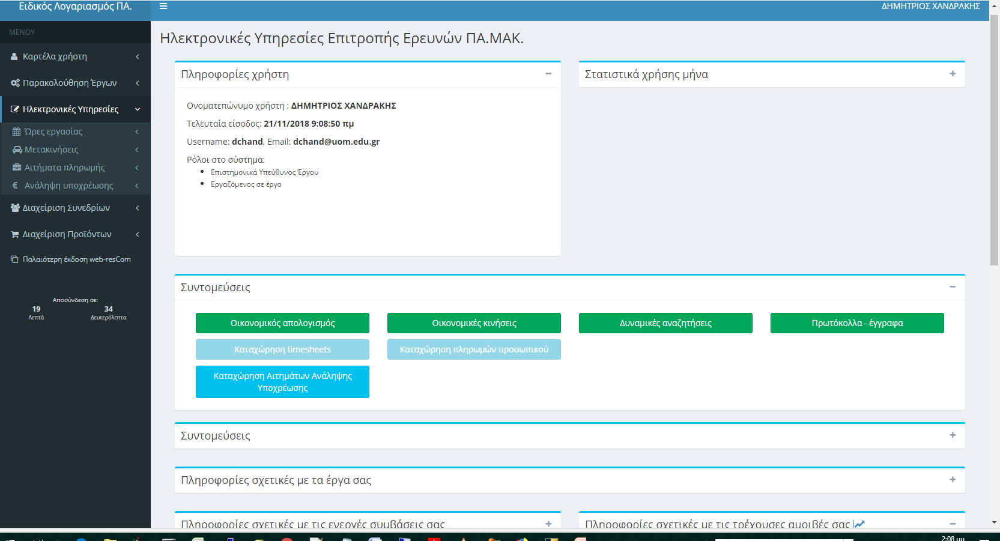 Ειδικός Λογαριασμός ΠΑ.
ΔΗΜΗΤΡΙΟΣ ΧΑΝΔΡΑΚΗΣ
ΜΕΝΟΥ
Καρτέλα χρήστη
Παρακολούθηση Έργων
Ηλεκτρονικές Υπηρεσίες
Ώρες εργασίας
Μετακινήσεις
Αιτήματα πληρωμής
€ Ανάληψη υποχρέωσης
Διαχείριση Συνεδρίων
Διαχείριση Προϊόντων
Παλαιότερη έκδοση web-resCom
Αποσύνδεση σε:
19 34
Λεπτά Δευτερόλεπτα
Ηλεκτρονικές Υπηρεσίες Επιτροπής Ερευνών ΠΑ.ΜΑΚ.
Πληροφορίες χρήστη
Ονοματεπώνυμο χρήστη : ΔΗΜΗΤΡΙΟΣ ΧΑΝΔΡΑΚΗΣ
Τελευταία είσοδος: 21/11/2018 9:08:50 πμ
Username: dchand, Email: dchand@uom.edu.gr
Ρόλοι στο σύστημα:
Επιστημονικά Υπεύθυνος Έργου
Εργαζόμενος σε έργο
Στατιστικά χρήσης μήνα
Συντομεύσεις
Οικονομικός απολογισμός
Οικονομικές κινήσεις
Δυναμικές αναζητήσεις
Πρωτόκολλα - έγγραφα
Καταχώρηση timesheets
Καταχώρηση πληρωμών προσωπικού
Καταχώρηση Αιτημάτων Ανάληψης
Υποχρέωσης
Συντομεύσεις
Πληροφορίες σχετικές με τα έργα σας
Πληροφορίες σχετικές με τις ενεργές συμβάσεις σας
Πληροφορίες σχετικές με τις τρέχουσες αμοιβές σας
2:08 μμ